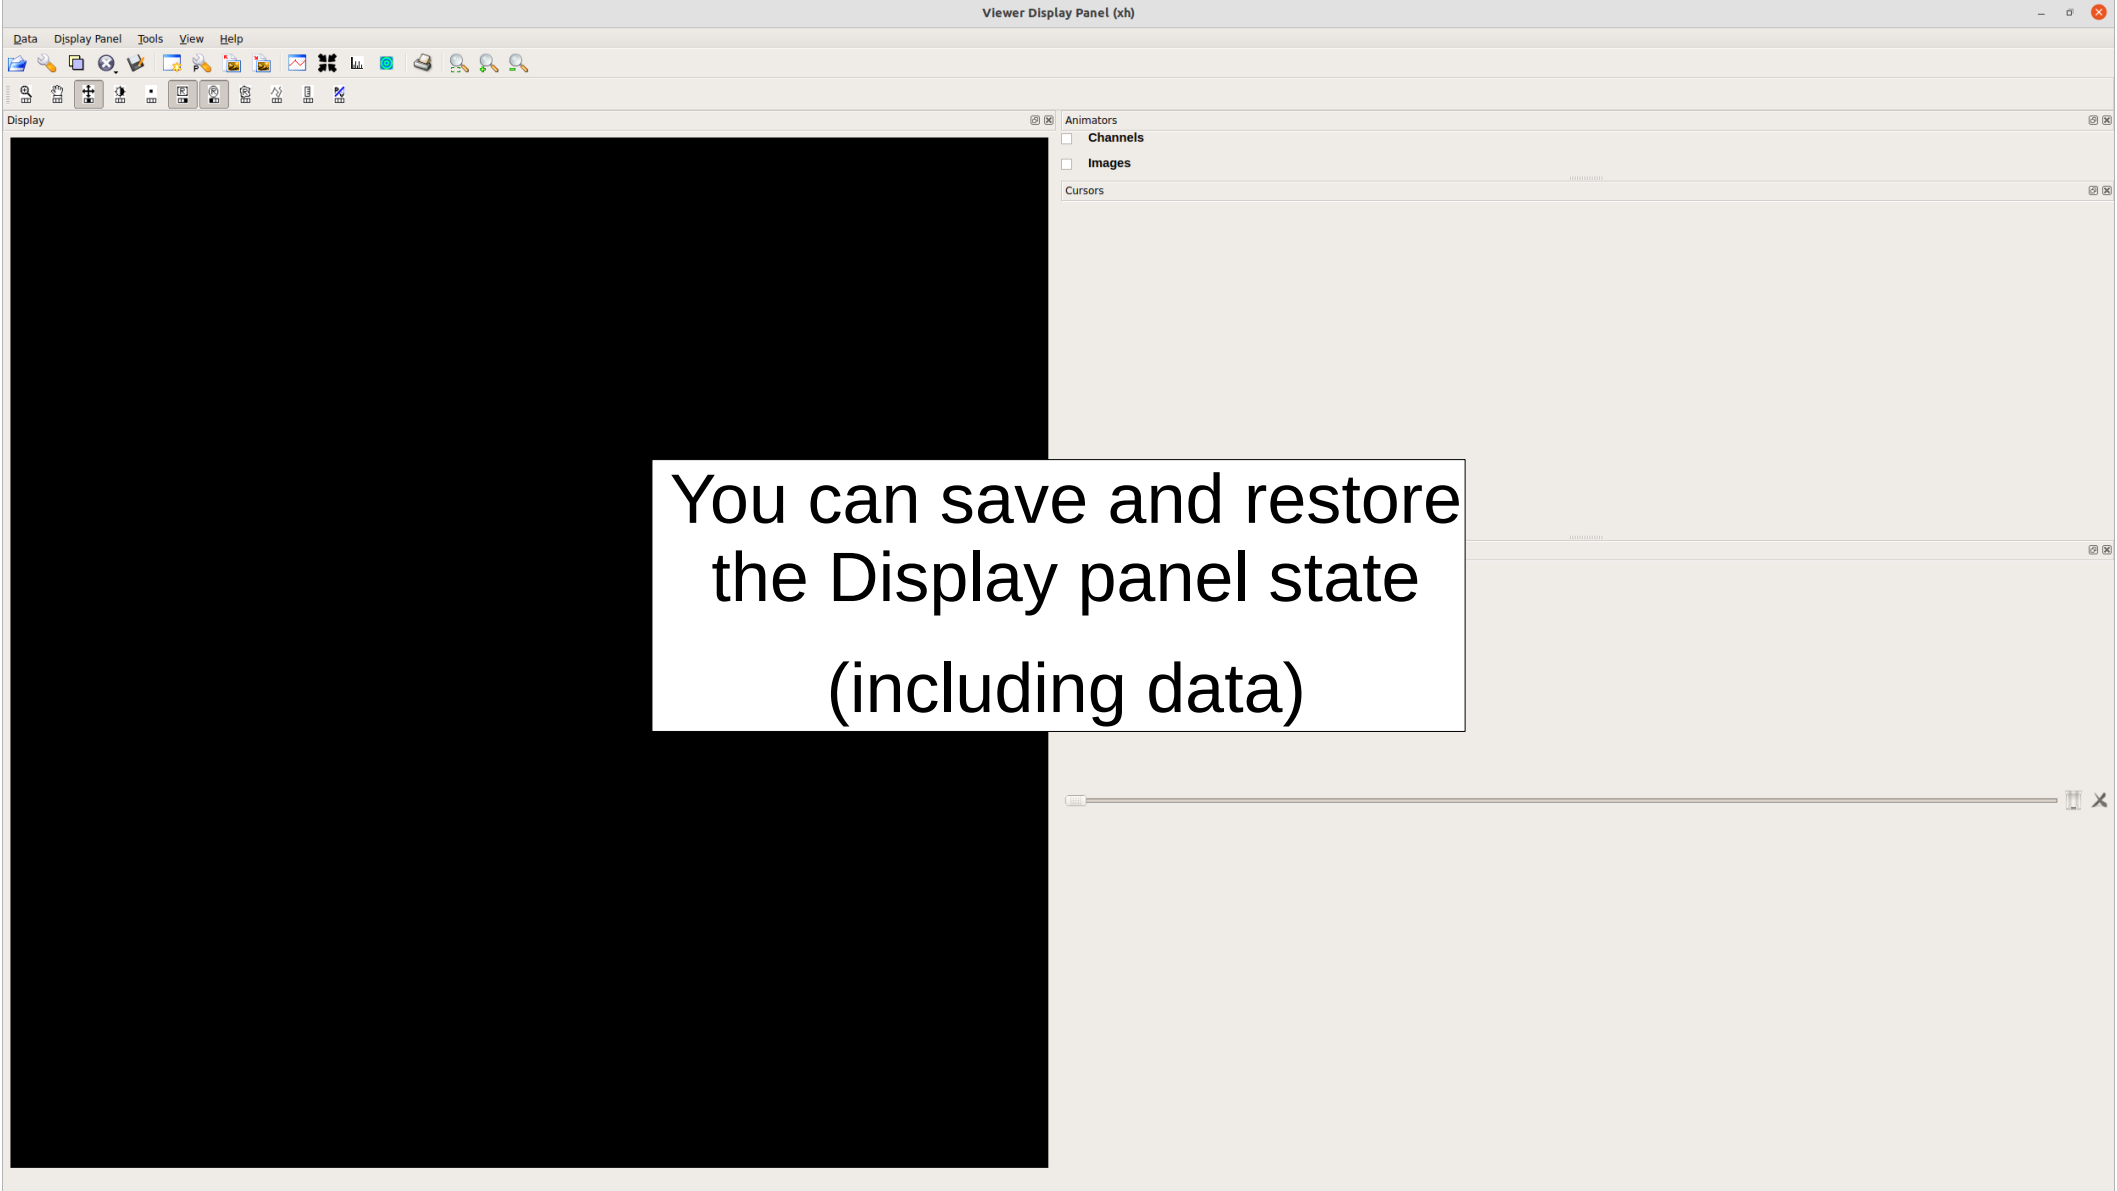 Viewer Display Panel (xh)
Data Display Panel Tools View Help
Display
Animators
Channels
Images
Cursors
You can save and restore
the Display panel state
(including data)